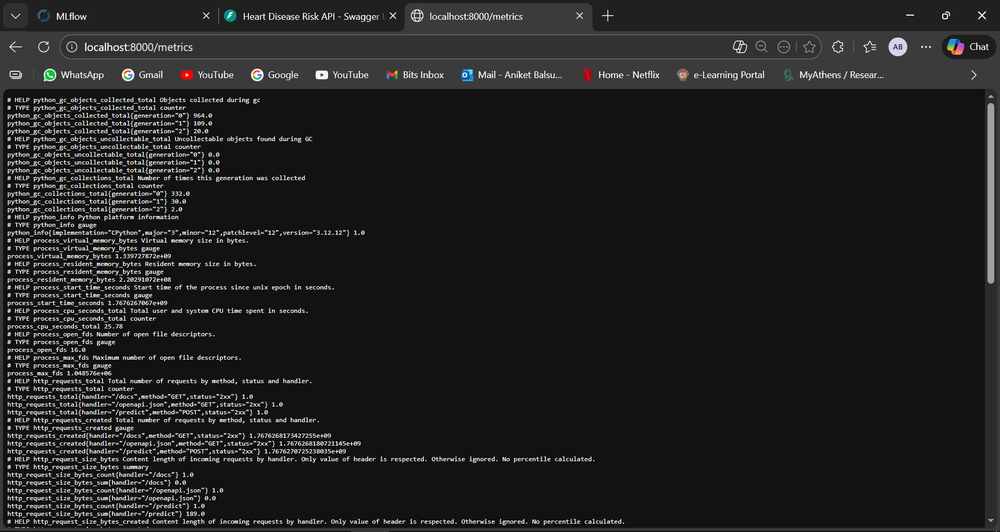 MLflow
Heart Disease Risk API - Swagger U
localhost:8000/metrics
localhost:8000/metrics
AB
Chat
WhatsApp
Gmail
YouTube
Google
YouTube
Bits Inbox
Mail - Aniket Balsu...
Home - Netflix
e-Learning Portal
MyAthens / Resear...
# HELP python_gc_objects_collected_total Objects collected during gc
# TYPE python_gc_objects_collected_total counter
python_gc_objects_collected_total{generation="0"} 964.0
python_gc_objects_collected_total{generation="1"} 109.0
python_gc_objects_collected_total{generation="2"} 20.0
# HELP python_gc_objects_uncollectable_total Uncollectable objects found during GC
# TYPE python_gc_objects_uncollectable_total counter
python_gc_objects_uncollectable_total{generation="0"} 0.0
python_gc_objects_uncollectable_total{generation="1"} 0.0
python_gc_objects_uncollectable_total{generation="2"} 0.0
# HELP python_gc_collections_total Number of times this generation was collected
# TYPE python_gc_collections_total counter
python_gc_collections_total{generation="0"} 332.0
python_gc_collections_total{generation="1"} 30.0
python_gc_collections_total{generation="2"} 2.0
# HELP python_info Python platform information
# TYPE python_info gauge
python_info{implementation="CPython",major="3",minor="12",patchlevel="12",version="3.12.12"} 1.0
# HELP process_virtual_memory_bytes Virtual memory size in bytes.
# TYPE process_virtual_memory_bytes gauge
process_virtual_memory_bytes 1.339727872e+09
# HELP process_resident_memory_bytes Resident memory size in bytes.
# TYPE process_resident_memory_bytes gauge
process_resident_memory_bytes 2.20291072e+08
# HELP process_start_time_seconds Start time of the process since unix epoch in seconds.
# TYPE process_start_time_seconds gauge
process_start_time_seconds 1.7676267067e+09
# HELP process_cpu_seconds_total Total user and system CPU time spent in seconds.
# TYPE process_cpu_seconds_total counter
process_cpu_seconds_total 25.78
# HELP process_open_fds Number of open file descriptors.
# TYPE process_open_fds gauge
process_open_fds 16.0
# HELP process_max_fds Maximum number of open file descriptors.
# TYPE process_max_fds gauge
process_max_fds 1.048576e+06
# HELP http_requests_total Total number of requests by method, status and handler.
# TYPE http_requests_total counter
http_requests_total{handler="/docs",method="GET",status="2xx"} 1.0
http_requests_total{handler="/openapi.json",method="GET",status="2xx"} 1.0
http_requests_total{handler="/predict",method="POST",status="2xx"} 1.0
# HELP http_requests_created Total number of requests by method, status and handler.
# TYPE http_requests_created gauge
http_requests_created{handler="/docs",method="GET",status="2xx"} 1.7676268173427255e+09
http_requests_created{handler="/openapi.json",method="GET",status="2xx"} 1.7676268180721145e+09
http_requests_created{handler="/predict",method="POST",status="2xx"} 1.7676270725238035e+09
# HELP http_request_size_bytes Content length of incoming requests by handler. Only value of header is respected. Otherwise ignored. No percentile calculated.
# TYPE http_request_size_bytes summary
http_request_size_bytes_count{handler="/docs"} 1.0
http_request_size_bytes_sum{handler="/docs"} 0.0
http_request_size_bytes_count{handler="/openapi.json"} 1.0
http_request_size_bytes_sum{handler="/openapi.json"} 0.0
http_request_size_bytes_count{handler="/predict"} 1.0
http_request_size_bytes_sum{handler="/predict"} 189.0
# HELP http_request_size_bytes_created Content length of incoming requests by handler. Only value of header is respected. Otherwise ignored. No percentile calculated.